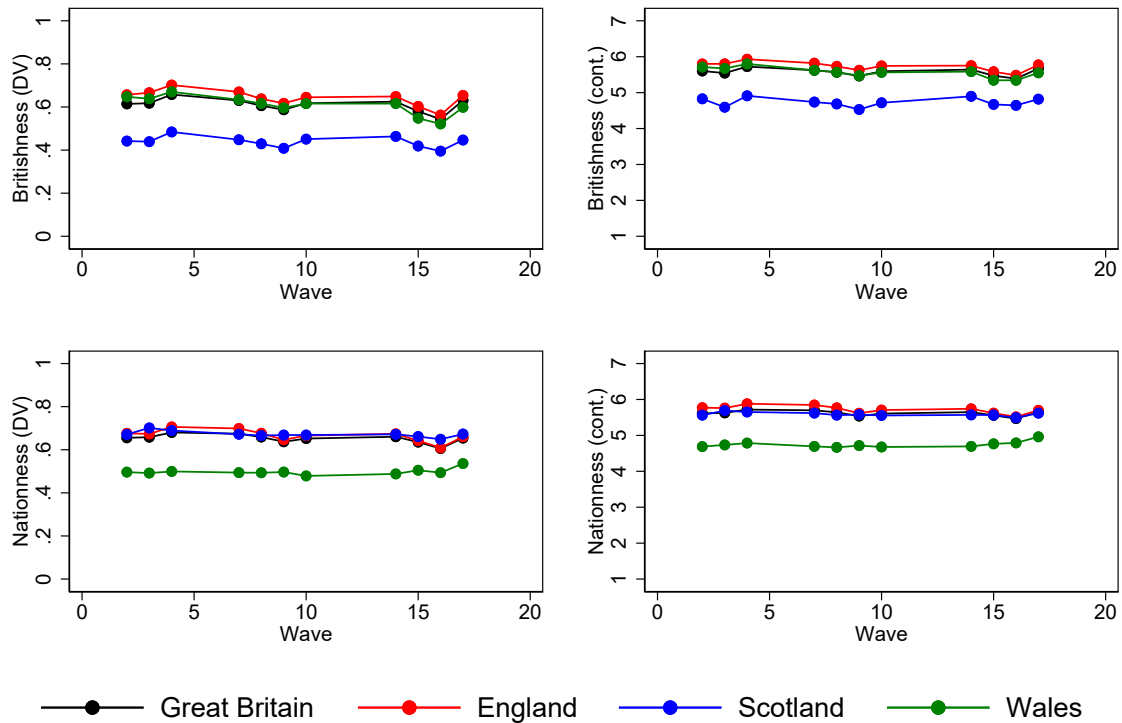 Britishness (DV)
1
.8
.6
.4
.2
0
0 5 10 15 20
Wave
Britishness (cont.)
7
6
5
4
3
2
1
0 5 10 15 20
Wave
Nationness (DV)
1
.8
.6
.4
.2
0
0 5 10 15 20
Wave
Nationness (cont.)
7
6
5
4
3
2
1
0 5 10 15 20
Wave
Great Britain England Scotland Wales